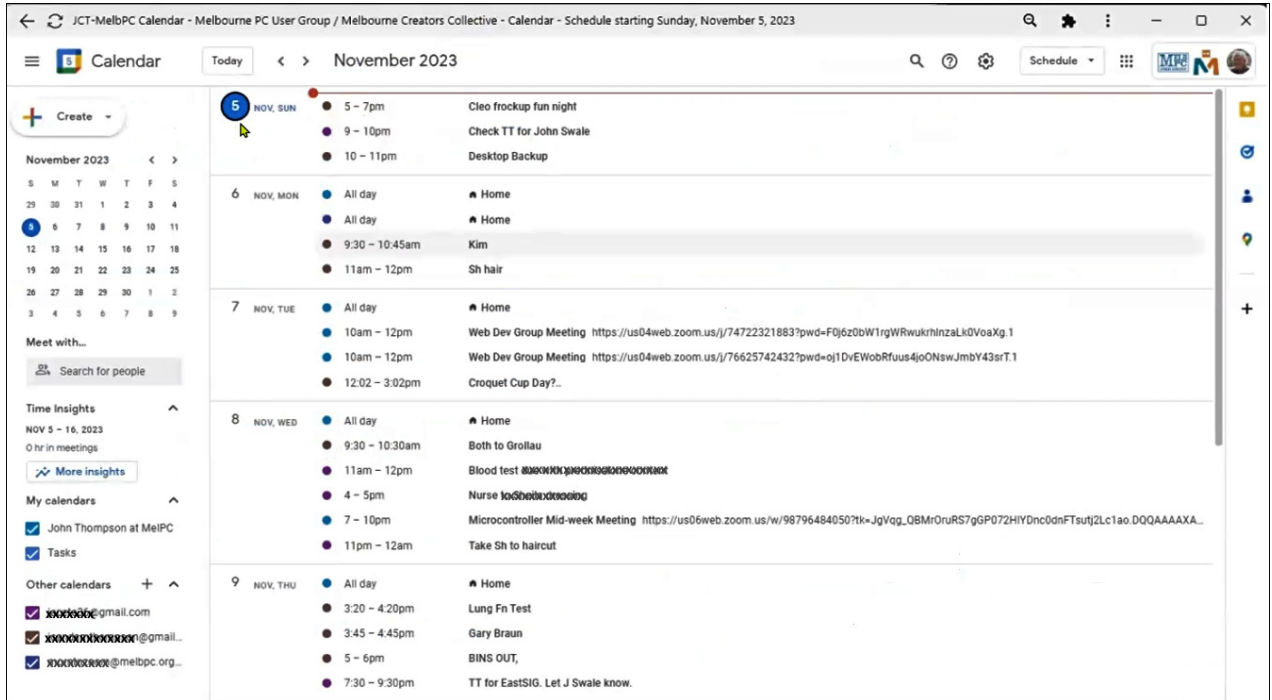 JCT-MelbPC Calendar - Melbourne PC User Group / Melbourne Creators Collective - Calendar - Schedule starting Sunday, November 5, 2023
5 Calendar Today November 2023 Schedule
Create
November 2023
S M T W T F S
29 30 31 1 2 3 4
5 6 7 8 9 10 11
12 13 14 15 16 17 18
19 20 21 22 23 24 25
26 27 28 29 30 1 2
3 4 5 6 7 8 9
Meet with...
Search for people
Time Insights
NOV 5 – 16, 2023
0 hr in meetings
More insights
My calendars
John Thompson at MelPC
Tasks
Other calendars
@gmail.com
@gmail...
@melbpc.org...
5 NOV, SUN 5 – 7pm Cleo frockup fun night
9 – 10pm Check TT for John Swale
10 – 11pm Desktop Backup
6 NOV, MON All day Home
All day Home
9:30 – 10:45am Kim
11am – 12pm Sh hair
7 NOV, TUE All day Home
10am – 12pm Web Dev Group Meeting https://us04web.zoom.us/j/74722321883?pwd=F0j6z0bW1rgWRwukrhInzaLk0VoaXg.1
10am – 12pm Web Dev Group Meeting https://us04web.zoom.us/j/76625742432?pwd=oj1DvEWobRfuus4joONswJmbY43srT.1
12:02 – 3:02pm Croquet Cup Day?..
8 NOV, WED All day Home
9:30 – 10:30am Both to Grollau
11am – 12pm Blood test
4 – 5pm Nurse
7 – 10pm Microcontroller Mid-week Meeting https://us06web.zoom.us/w/98796484050?tk=JgVqg_QBMrOruRS7gGP072HIYDnc0dnFTsutj2Lc1ao.DQQAAAAXA...
11pm – 12am Take Sh to haircut
9 NOV, THU All day Home
3:20 – 4:20pm Lung Fn Test
3:45 – 4:45pm Gary Braun
5 – 6pm BINS OUT,
7:30 – 9:30pm TT for EastSIG. Let J Swale know.